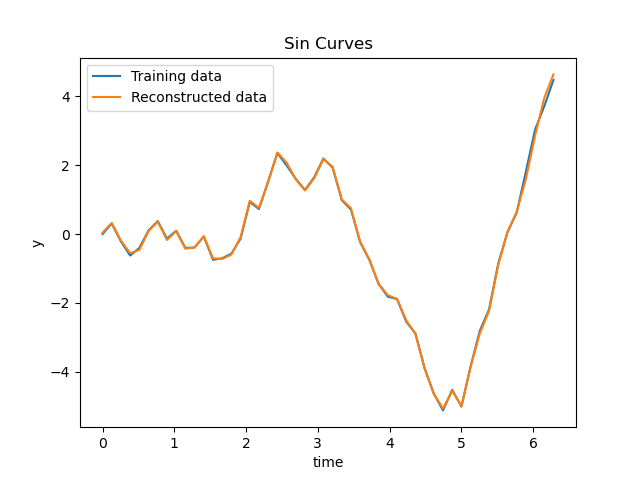 Sin Curves
Training data
Reconstructed data
4
2
0
−2
−4
y
0 1 2 3 4 5 6
time